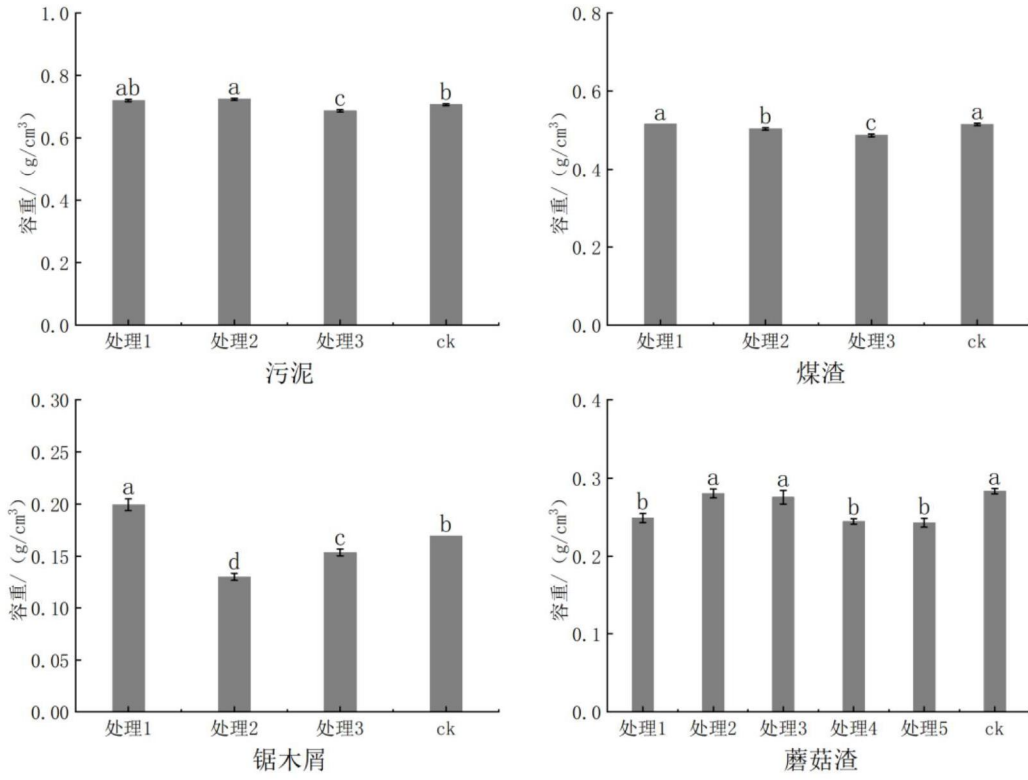 1.0
0.8
0.6
0.4
0.2
0.0
容重/（g/cm³）
ab
a
c
b
处理1 处理2 处理3 ck
污泥
0.8
0.6
0.4
0.2
0.0
容重/（g/cm³）
a
b
c
a
处理1 处理2 处理3 ck
煤渣
0.30
0.25
0.20
0.15
0.10
0.05
0.00
容重/（g/cm³）
a
d
c
b
处理1 处理2 处理3 ck
锯木屑
0.4
0.3
0.2
0.1
0.0
容重/（g/cm³）
b
a
a
b
b
a
处理1 处理2 处理3 处理4 处理5 ck
蘑菇渣